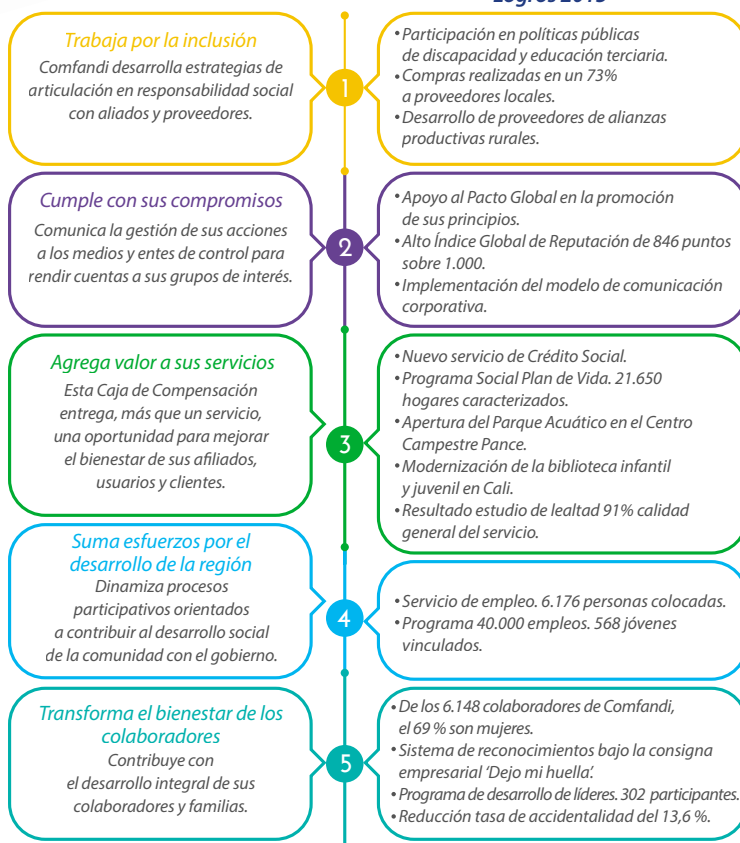 Trabaja por la inclusión
Comfandi desarrolla estrategias de
articulación en responsabilidad social
con aliados y proveedores.
1
• Participación en políticas públicas
de discapacidad y educación terciaria.
• Compras realizadas en un 73%
a proveedores locales.
• Desarrollo de proveedores de alianzas
productivas rurales.
Cumple con sus compromisos
Comunica la gestión de sus acciones
a los medios y entes de control para
rendir cuentas a sus grupos de interés.
2
• Apoyo al Pacto Global en la promoción
de sus principios.
• Alto Índice Global de Reputación de 846 puntos
sobre 1.000.
• Implementación del modelo de comunicación
corporativa.
Agrega valor a sus servicios
Esta Caja de Compensación
entrega, más que un servicio,
una oportunidad para mejorar
el bienestar de sus afiliados,
usuarios y clientes.
3
• Nuevo servicio de Crédito Social.
• Programa Social Plan de Vida. 21.650
hogares caracterizados.
• Apertura del Parque Acuático en el Centro
Campestre Pance.
• Modernización de la biblioteca infantil
y juvenil en Cali.
• Resultado estudio de lealtad 91% calidad
general del servicio.
Suma esfuerzos por el
desarrollo de la región
Dinamiza procesos
participativos orientados
a contribuir al desarrollo social
de la comunidad con el gobierno.
4
• Servicio de empleo. 6.176 personas colocadas.
• Programa 40.000 empleos. 568 jóvenes
vinculados.
Transforma el bienestar de los
colaboradores
Contribuye con
el desarrollo integral de sus
colaboradores y familias.
5
• De los 6.148 colaboradores de Comfandi,
el 69 % son mujeres.
• Sistema de reconocimientos bajo la consigna
empresarial ‘Dejo mi huella’.
• Programa de desarrollo de líderes. 302 participantes.
• Reducción tasa de accidentalidad del 13,6 %.